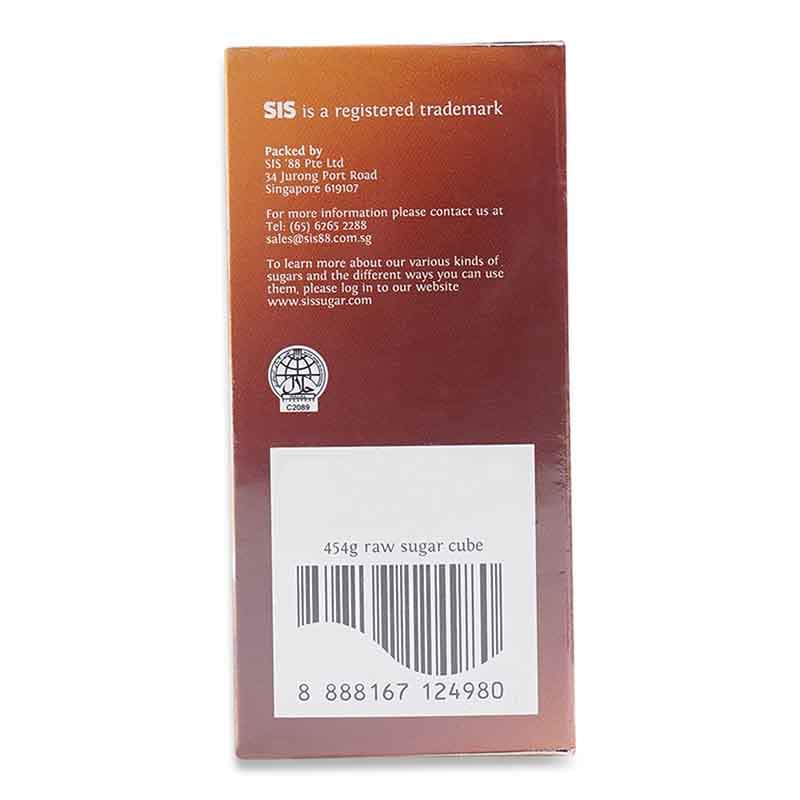 SIS is a registered trademark
Packed by
SIS '88 Pte Ltd
34 Jurong Port Road
Singapore 619107
For more information please contact us at
Tel: (65) 6265 2288
sales@sis88.com.sg
To learn more about our various kinds of
sugars and the different ways you can use
them, please log in to our website
www.sissugar.com
حلال
C2089
454g raw sugar cube
8 888167 124980